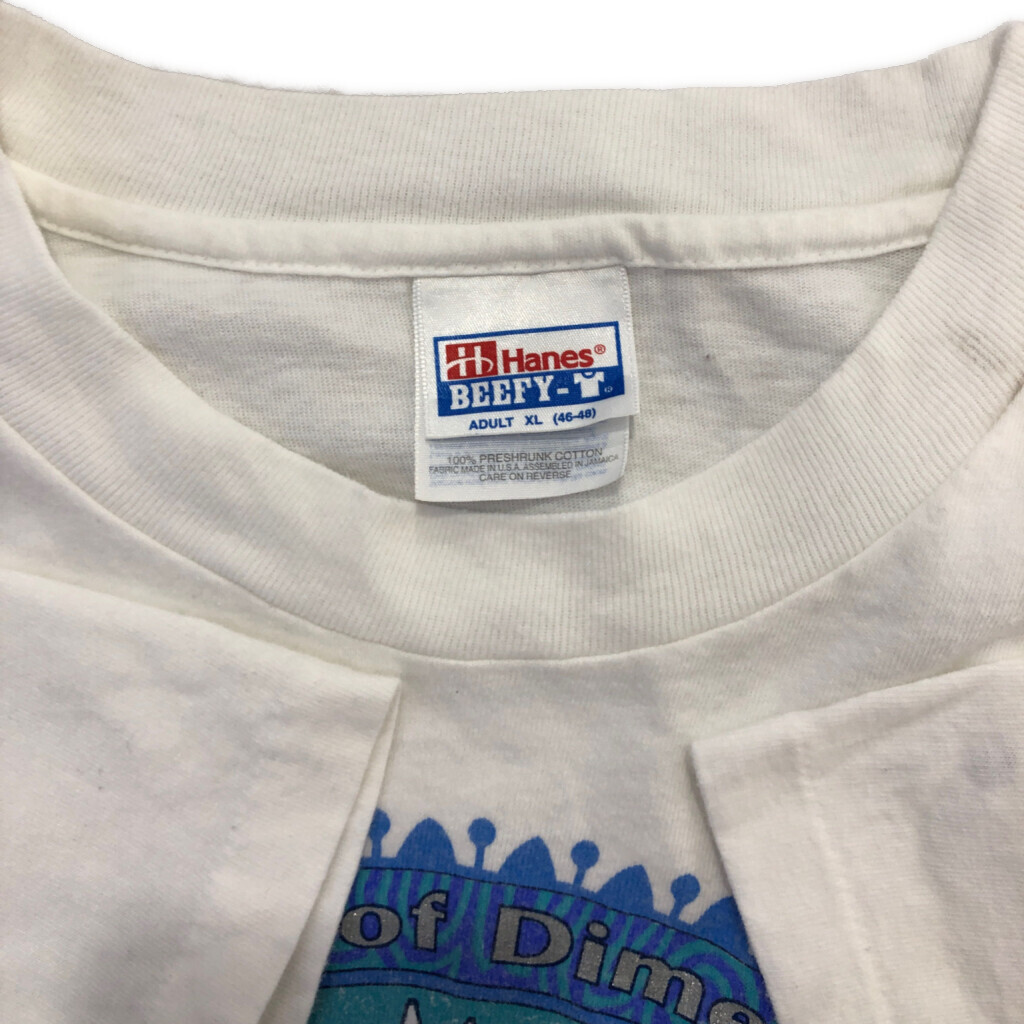 Hanes®
BEEFY-T®
ADULT XL (46-48)
100% PRESHRUNK COTTON
FABRIC MADE IN U.S.A. ASSEMBLED IN JAMAICA
CARE ON REVERSE
of Dime